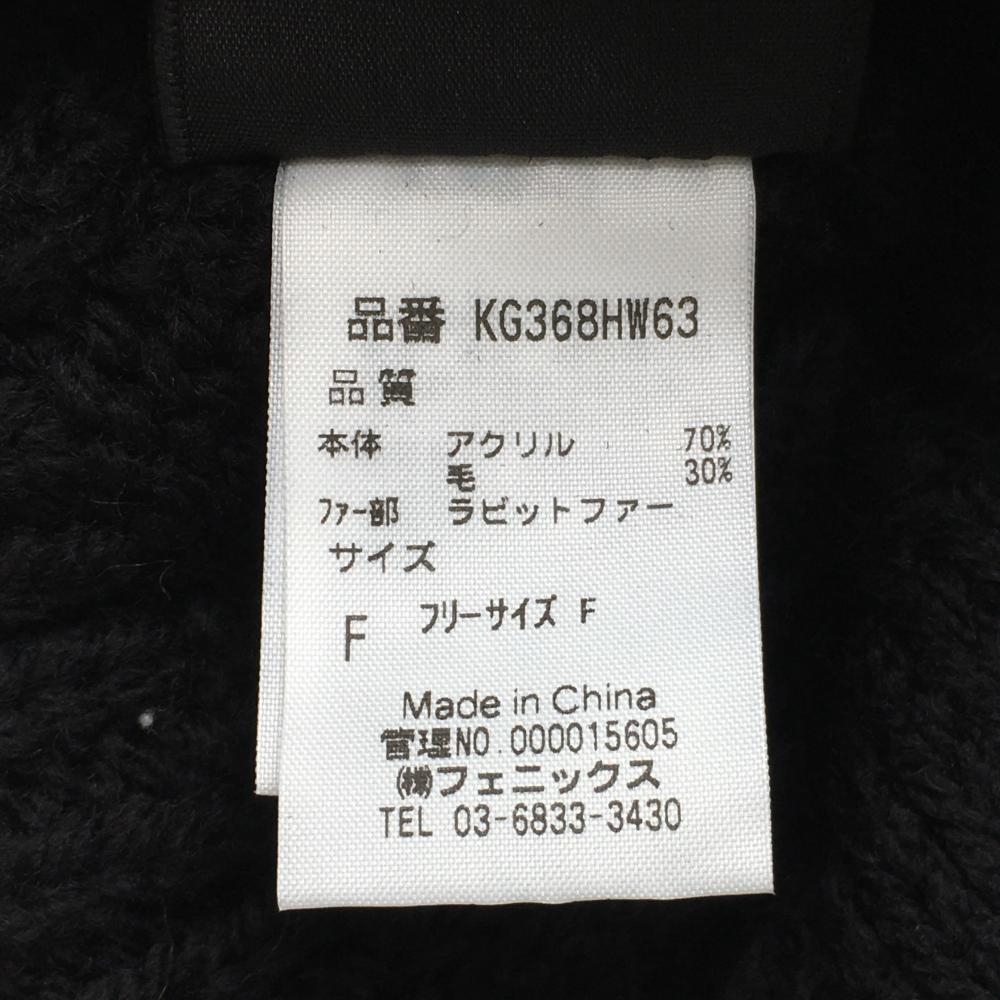 品番 KG368HW63
品質
本体 アクリル 70%
毛 30%
ファー部 ラビットファー
サイズ
F フリーサイズ F
Made in China
管理NO.000015605
㈱フェニックス
TEL 03-6833-3430